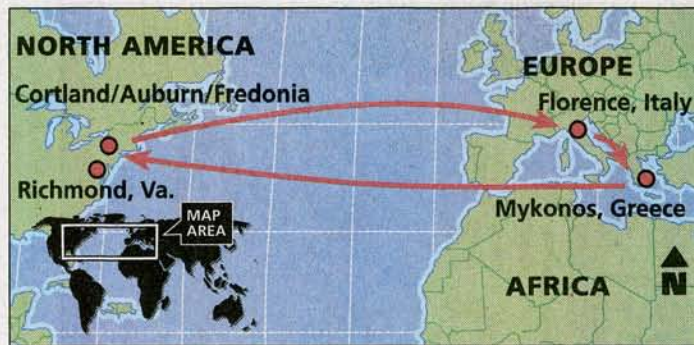 NORTH AMERICA
Cortland/Auburn/Fredonia
Richmond, Va.
MAP
AREA
EUROPE
Florence, Italy
Mykonos, Greece
AFRICA
N